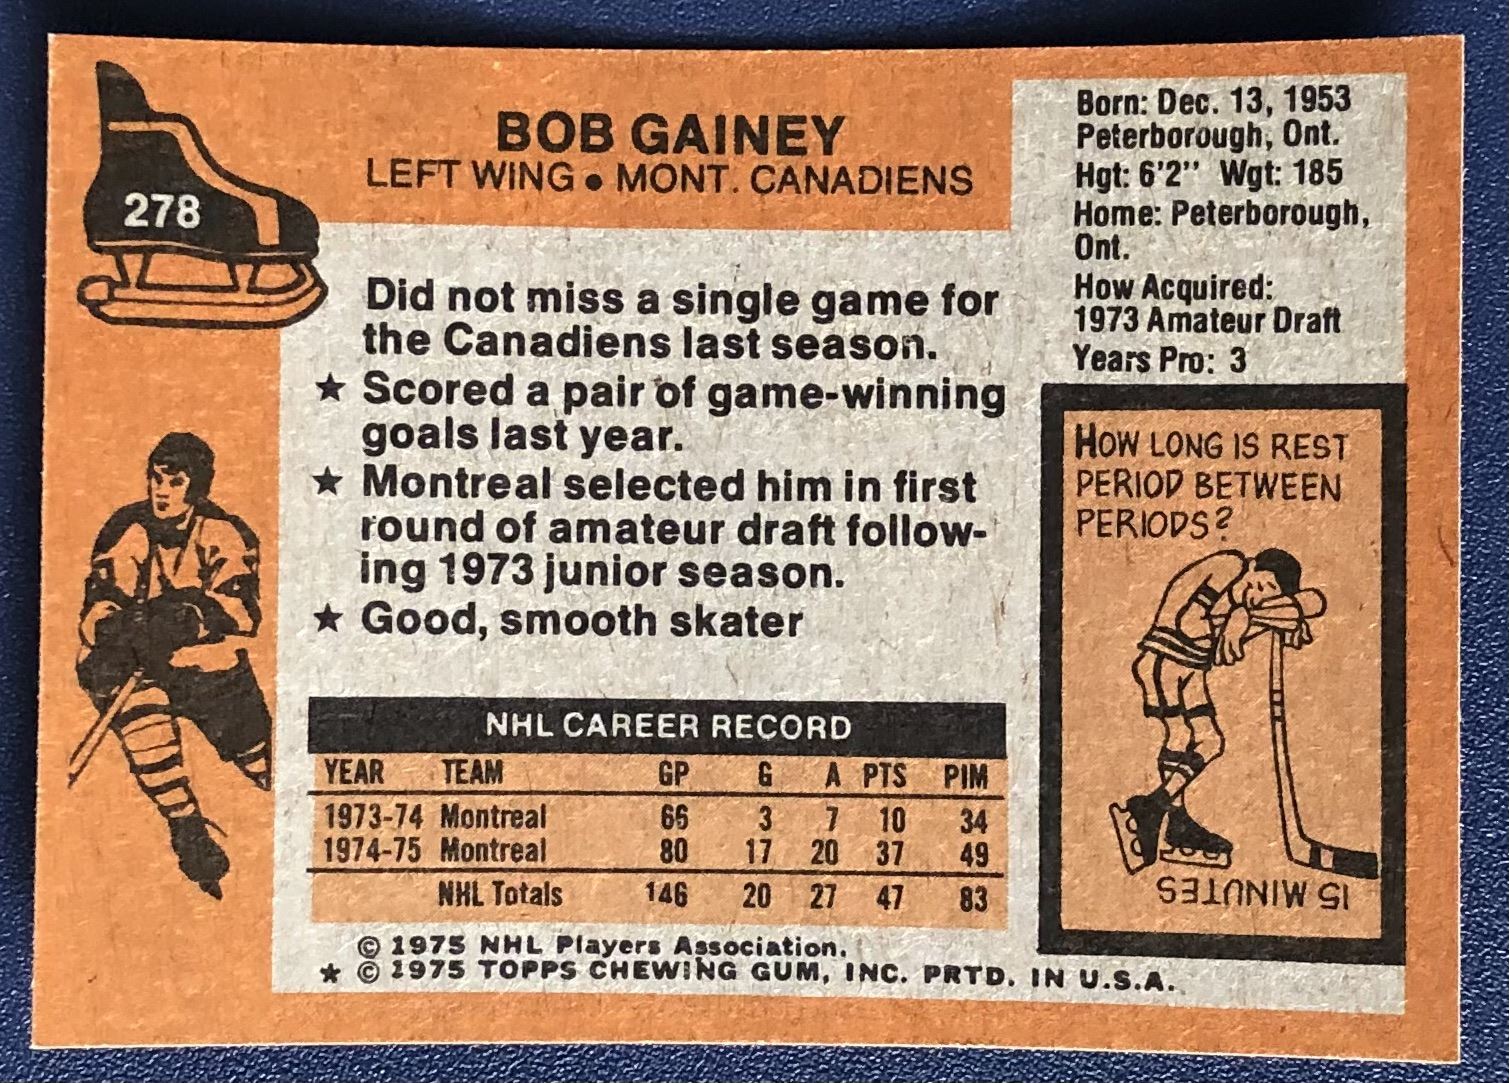 278
BOB GAINEY
LEFT WING • MONT. CANADIENS
Born: Dec. 13, 1953
Peterborough, Ont.
Hgt: 6'2" Wgt: 185
Home: Peterborough,
Ont.
How Acquired:
1973 Amateur Draft
Years Pro: 3
Did not miss a single game for
the Canadiens last season.
★ Scored a pair of game-winning
goals last year.
★ Montreal selected him in first
round of amateur draft follow-
ing 1973 junior season.
★ Good, smooth skater
HOW LONG IS REST
PERIOD BETWEEN
PERIODS?
15 MINUTES
NHL CAREER RECORD
YEAR TEAM GP G A PTS PIM
1973-74 Montreal 66 3 7 10 34
1974-75 Montreal 80 17 20 37 49
NHL Totals 146 20 27 47 83
© 1975 NHL Players Association.
★ © 1975 TOPPS CHEWING GUM, INC. PRTD. IN U.S.A.